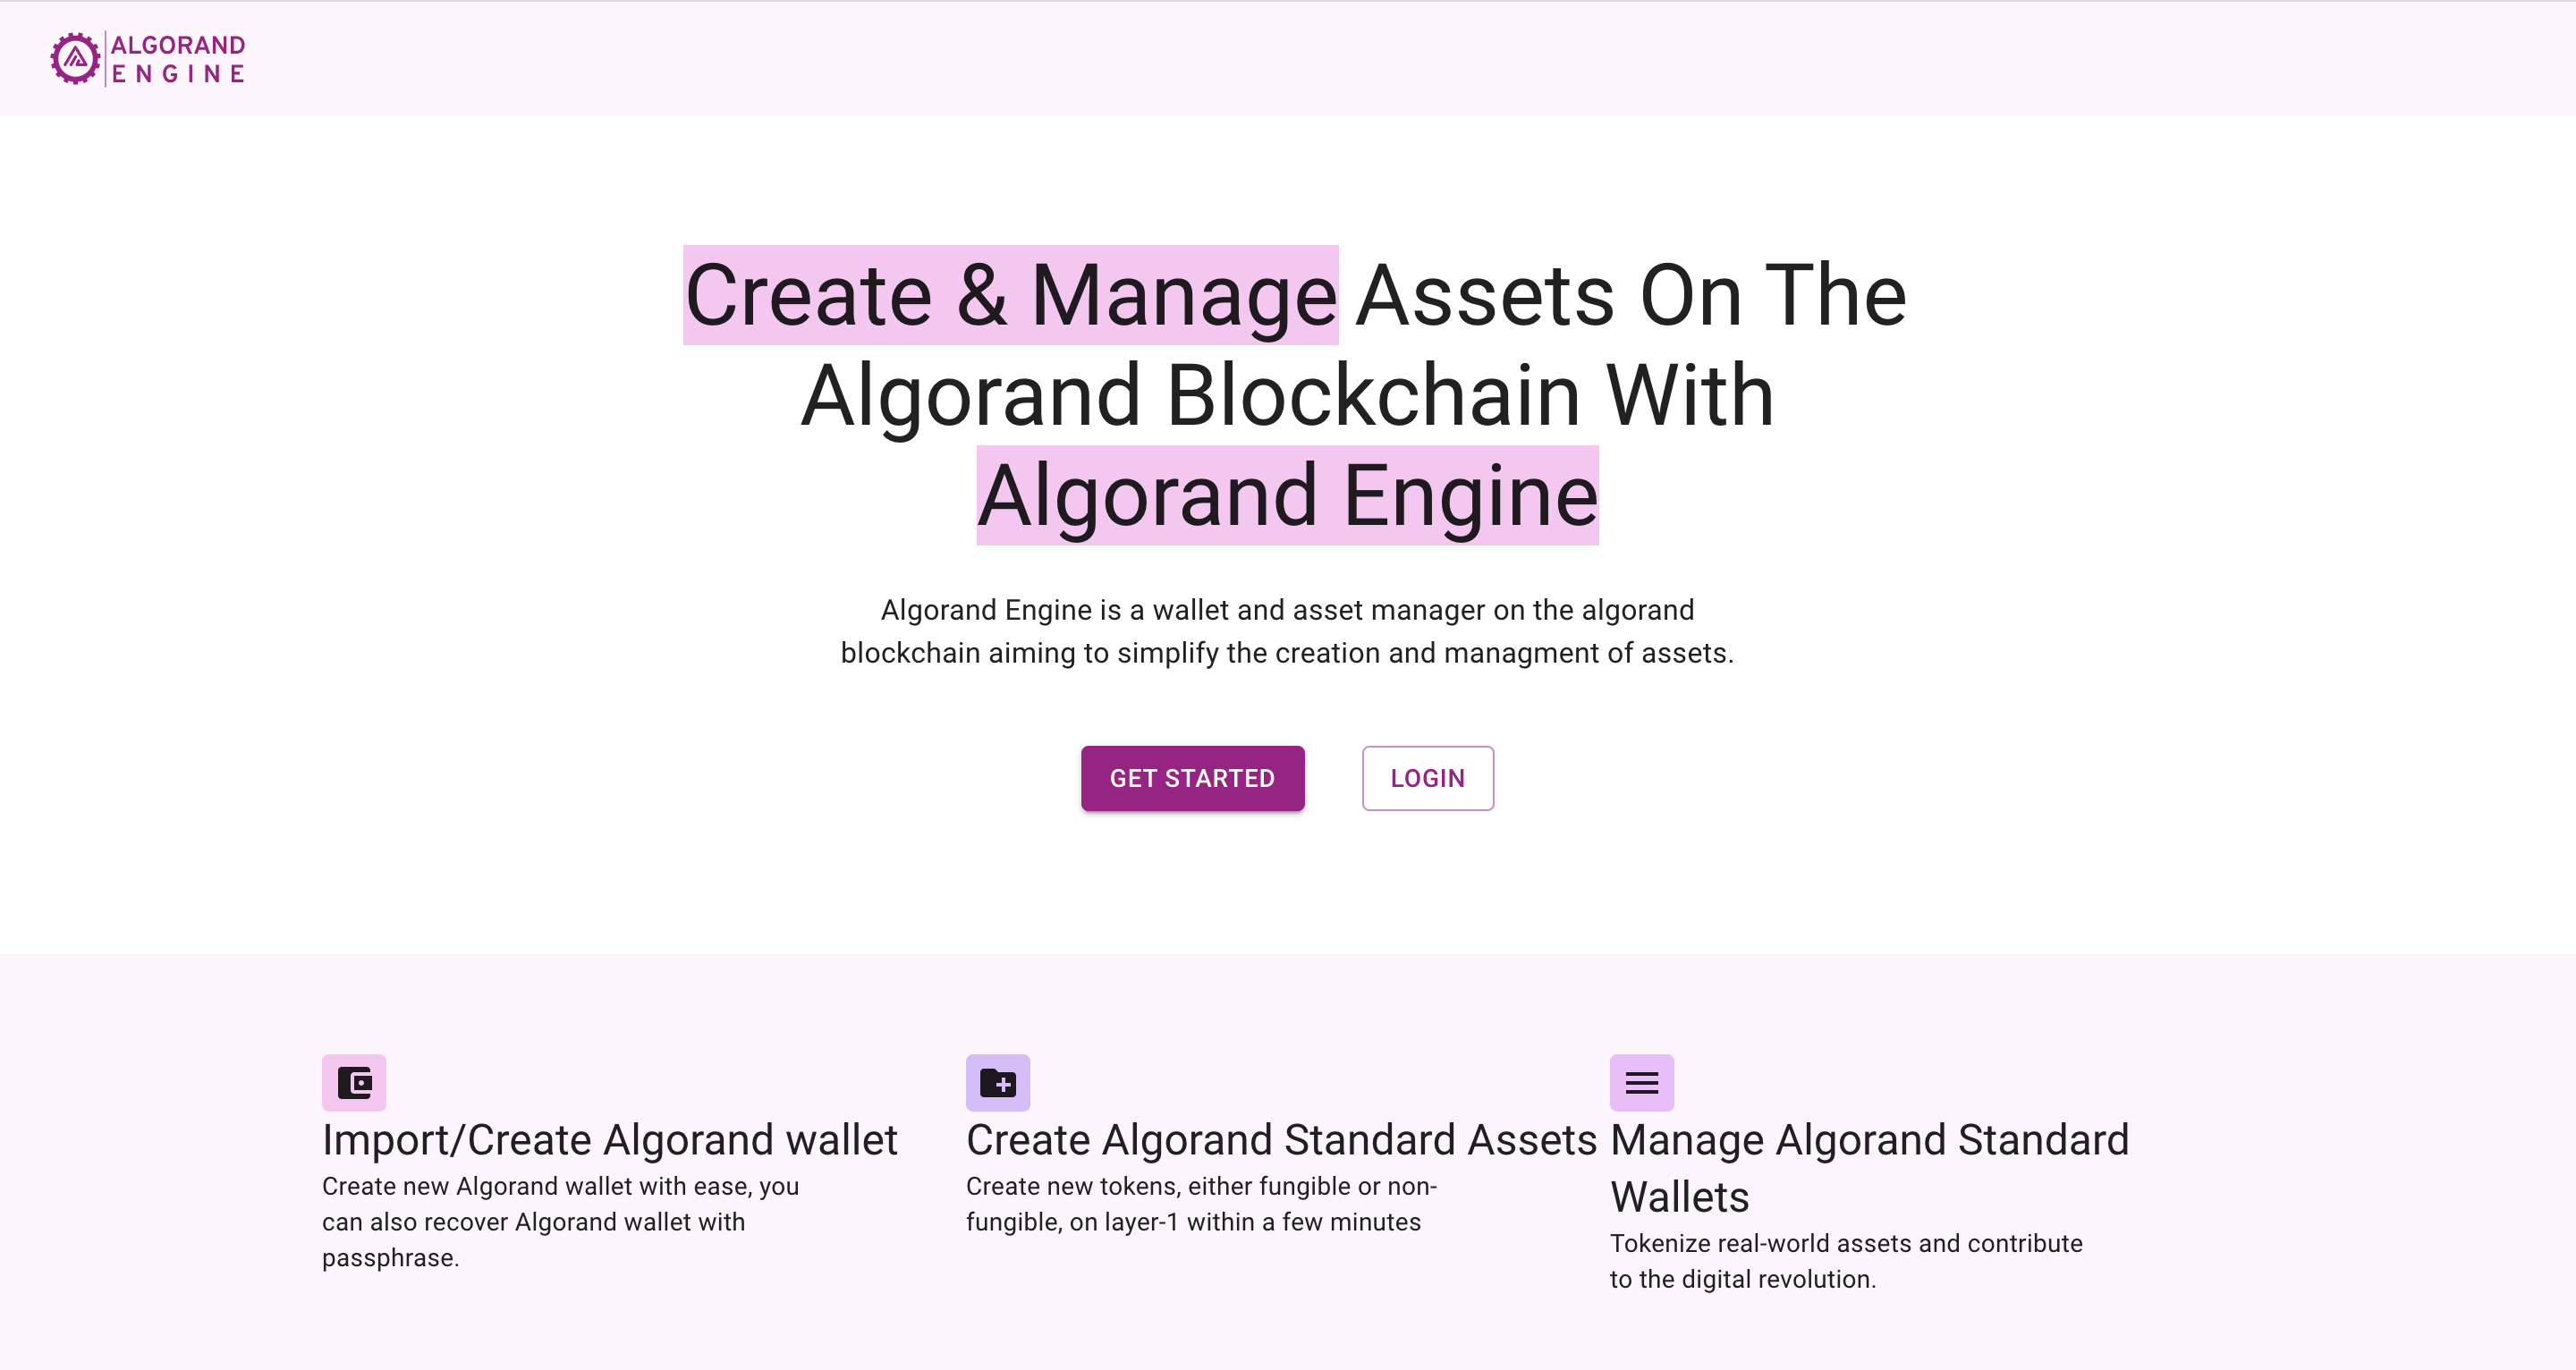 ALGORAND
ENGINE
Create & Manage Assets On The
Algorand Blockchain With
Algorand Engine
Algorand Engine is a wallet and asset manager on the algorand
blockchain aiming to simplify the creation and managment of assets.
GET STARTED
LOGIN
Import/Create Algorand wallet
Create new Algorand wallet with ease, you
can also recover Algorand wallet with
passphrase.
Create Algorand Standard Assets
Create new tokens, either fungible or non-
fungible, on layer-1 within a few minutes
Manage Algorand Standard
Wallets
Tokenize real-world assets and contribute
to the digital revolution.